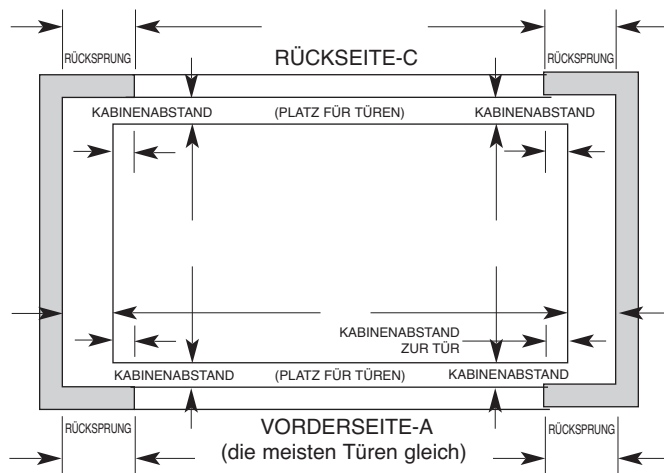 RÜCKSPRUNG RÜCKSPRUNG
RÜCKSEITE-C
KABINENABSTAND (PLATZ FÜR TÜREN) KABINENABSTAND
KABINENABSTAND
ZUR TÜR
KABINENABSTAND (PLATZ FÜR TÜREN) KABINENABSTAND
VORDERSEITE-A
RÜCKSPRUNG RÜCKSPRUNG
(die meisten Türen gleich)